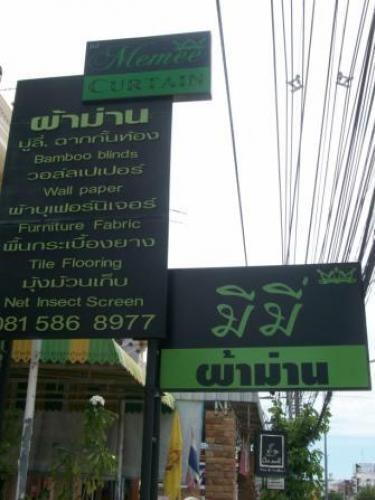 Memee
CURTAIN
ผ้าม่าน
มู่ลี่, ฉากกั้นห้อง
Bamboo blinds
วอล์ลเปเปอร์
Wall paper
ผ้าบุเฟอร์นิเจอร์
Furniture Fabric
พื้นกระเบื้องยาง
Tile Flooring
มุ้งม้วนเก็บ
Net Insect Screen
081 586 8977
มีมี่
ผ้าม่าน